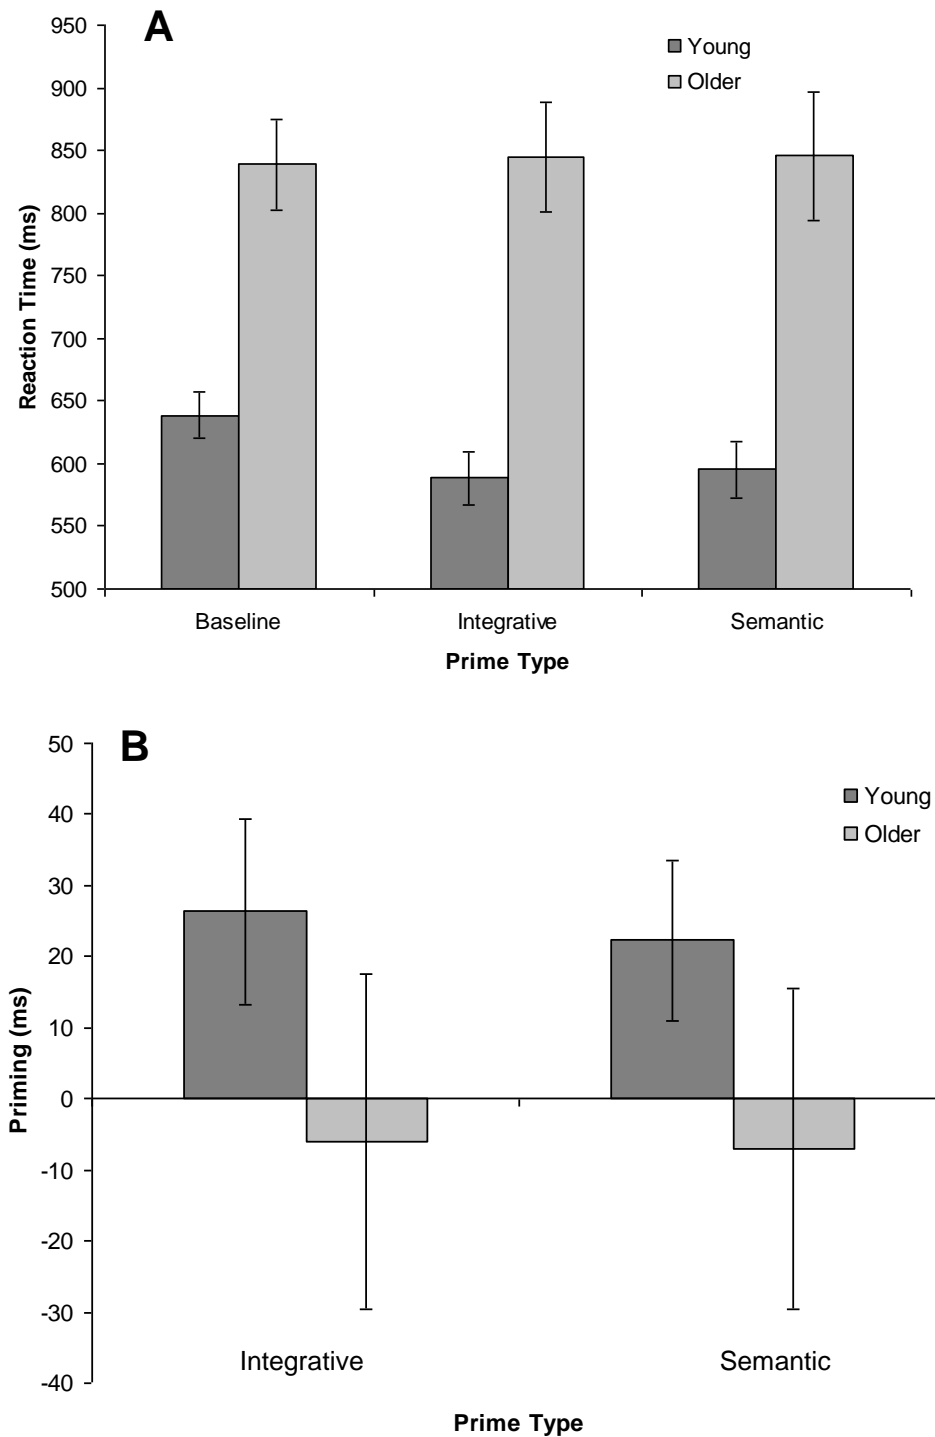 A
Young
Older
950
900
850
800
750
700
650
600
550
500
Reaction Time (ms)
Baseline Integrative Semantic
Prime Type
B
Young
Older
50
40
30
20
10
0
-10
-20
-30
-40
Priming (ms)
Integrative Semantic
Prime Type